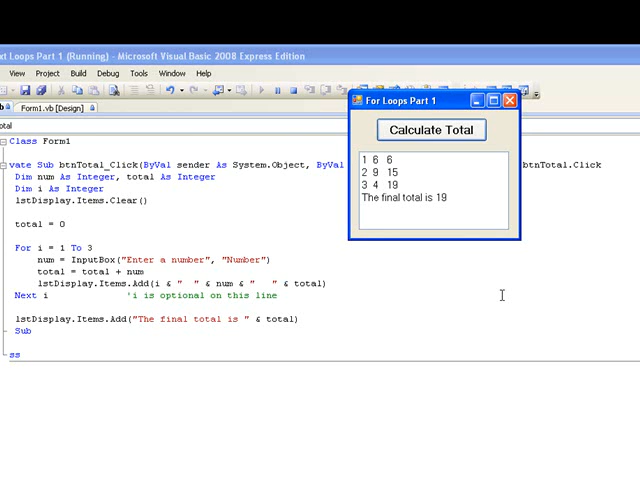 xt Loops Part 1 (Running) - Microsoft Visual Basic 2008 Express Edition
View Project Build Debug Tools Window Help
Form1.vb [Design]
otal
Class Form1
vate Sub btnTotal_Click(ByVal sender As System.Object, ByVal
btnTotal.Click
Dim num As Integer, total As Integer
Dim i As Integer
lstDisplay.Items.Clear()
total = 0
For i = 1 To 3
num = InputBox("Enter a number", "Number")
total = total + num
lstDisplay.Items.Add(i & "  " & num & "   " & total)
Next i 'i is optional on this line
lstDisplay.Items.Add("The final total is " & total)
Sub
ss
For Loops Part 1
Calculate Total
1 6 6
2 9 15
3 4 19
The final total is 19